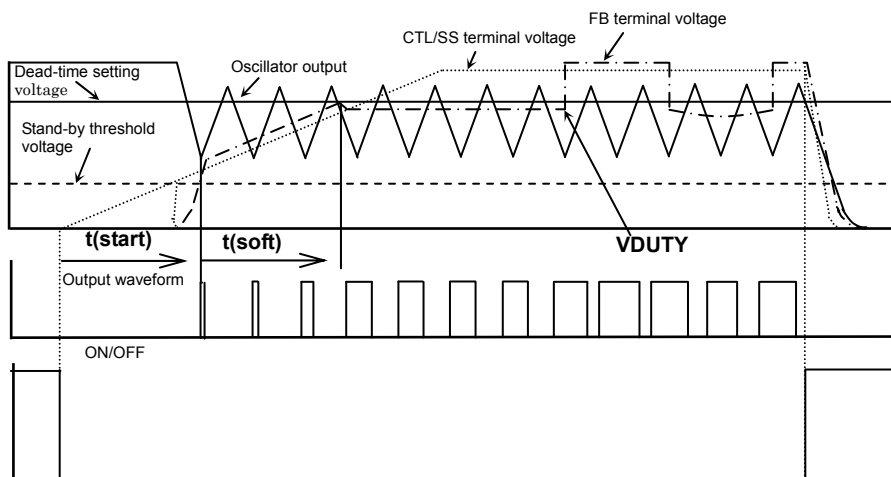 FB terminal voltage
CTL/SS terminal voltage
Dead-time setting
voltage
Oscillator output
Stand-by threshold
voltage
t(start)
t(soft)
VDUTY
Output waveform
ON/OFF